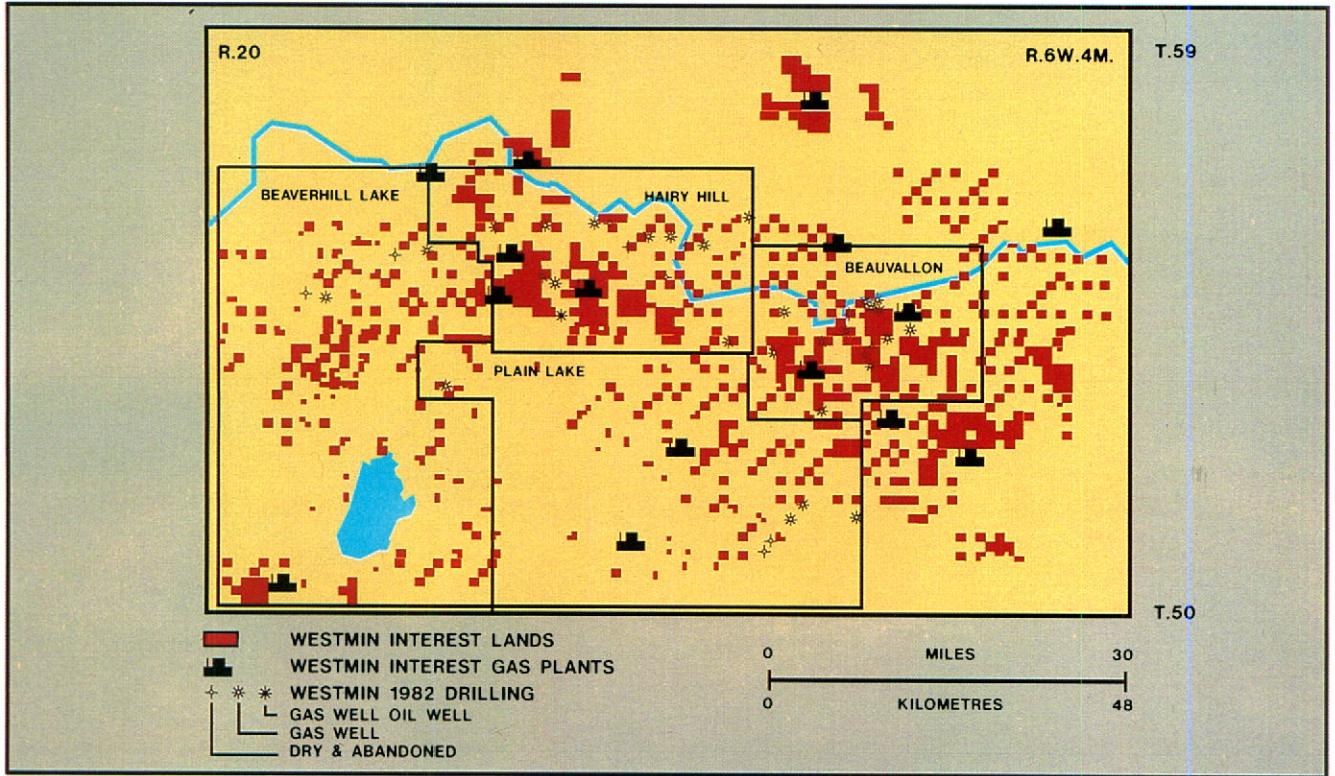 R.20
R.6W.4M.
T.59
BEAVERHILL LAKE
HAIRY HILL
BEAUVALLON
PLAIN LAKE
T.50
WESTMIN INTEREST LANDS
WESTMIN INTEREST GAS PLANTS
WESTMIN 1982 DRILLING
GAS WELL OIL WELL
GAS WELL
DRY & ABANDONED
0 MILES 30
0 KILOMETRES 48